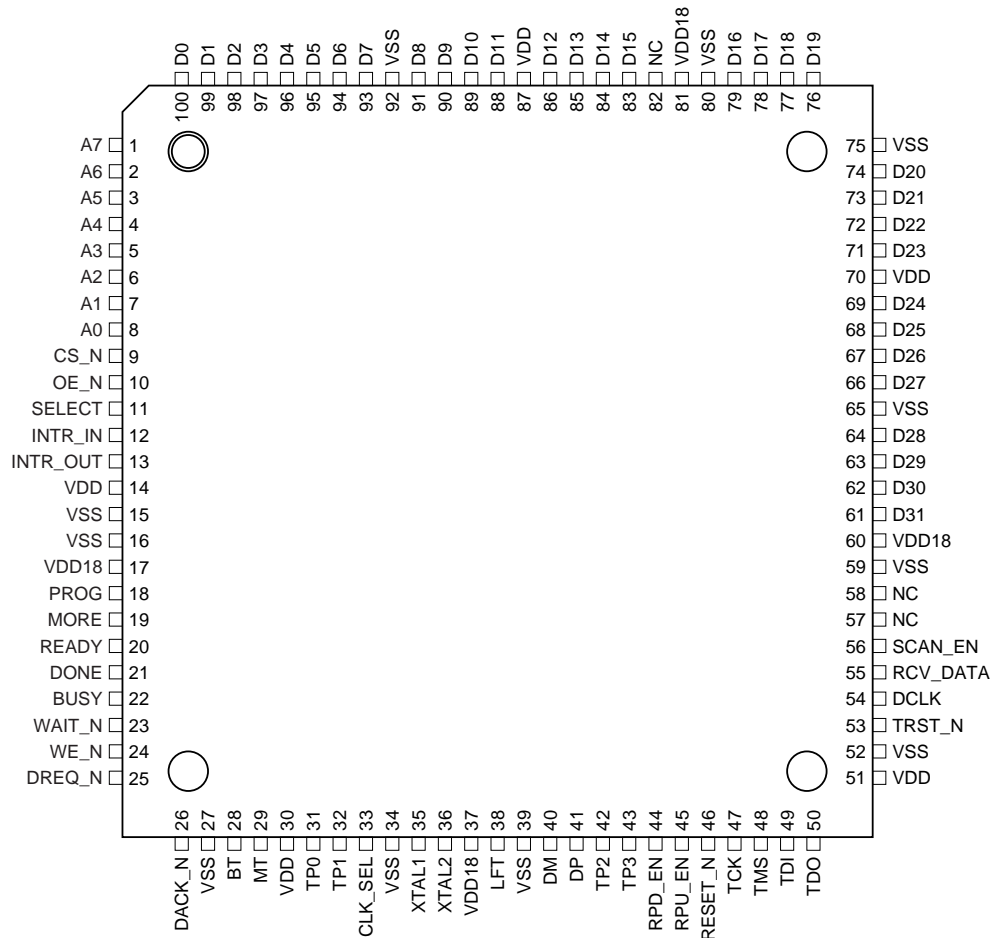 D0 D1 D2 D3 D4 D5 D6 D7 VSS D8 D9 D10 D11 VDD D12 D13 D14 D15 NC VDD18 VSS D16 D17 D18 D19
100 99 98 97 96 95 94 93 92 91 90 89 88 87 86 85 84 83 82 81 80 79 78 77 76
A7 1 75 VSS
A6 2 74 D20
A5 3 73 D21
A4 4 72 D22
A3 5 71 D23
A2 6 70 VDD
A1 7 69 D24
A0 8 68 D25
CS_N 9 67 D26
OE_N 10 66 D27
SELECT 11 65 VSS
INTR_IN 12 64 D28
INTR_OUT 13 63 D29
VDD 14 62 D30
VSS 15 61 D31
VSS 16 60 VDD18
VDD18 17 59 VSS
PROG 18 58 NC
MORE 19 57 NC
READY 20 56 SCAN_EN
DONE 21 55 RCV_DATA
BUSY 22 54 DCLK
WAIT_N 23 53 TRST_N
WE_N 24 52 VSS
DREQ_N 25 51 VDD
26 27 28 29 30 31 32 33 34 35 36 37 38 39 40 41 42 43 44 45 46 47 48 49 50
DACK_N VSS BT MT VDD TP0 TP1 CLK_SEL VSS XTAL1 XTAL2 VDD18 LFT VSS DM DP TP2 TP3 RPD_EN RPU_EN RESET_N TCK TMS TDI TDO